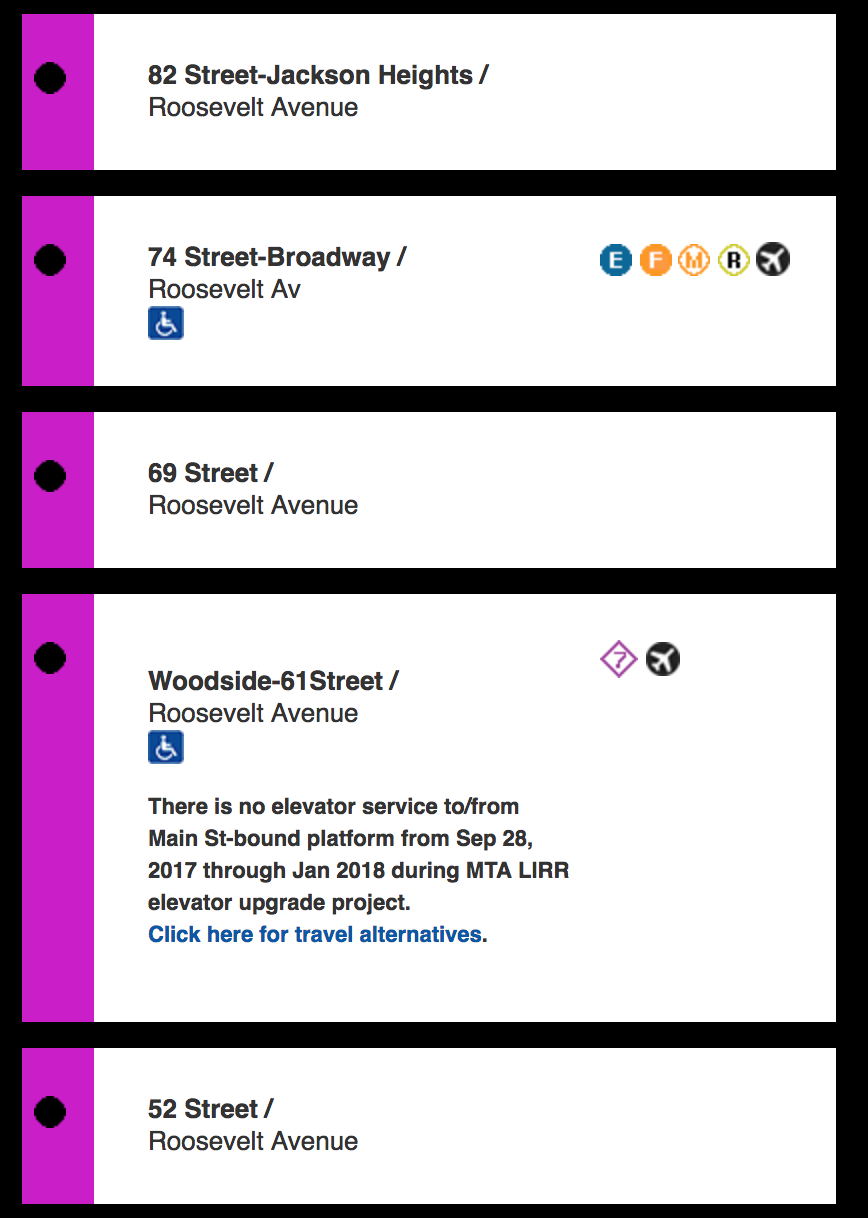 82 Street-Jackson Heights /
Roosevelt Avenue
74 Street-Broadway /
E F M R
Roosevelt Av
69 Street /
Roosevelt Avenue
7
Woodside-61Street /
Roosevelt Avenue
There is no elevator service to/from
Main St-bound platform from Sep 28,
2017 through Jan 2018 during MTA LIRR
elevator upgrade project.
Click here for travel alternatives.
52 Street /
Roosevelt Avenue